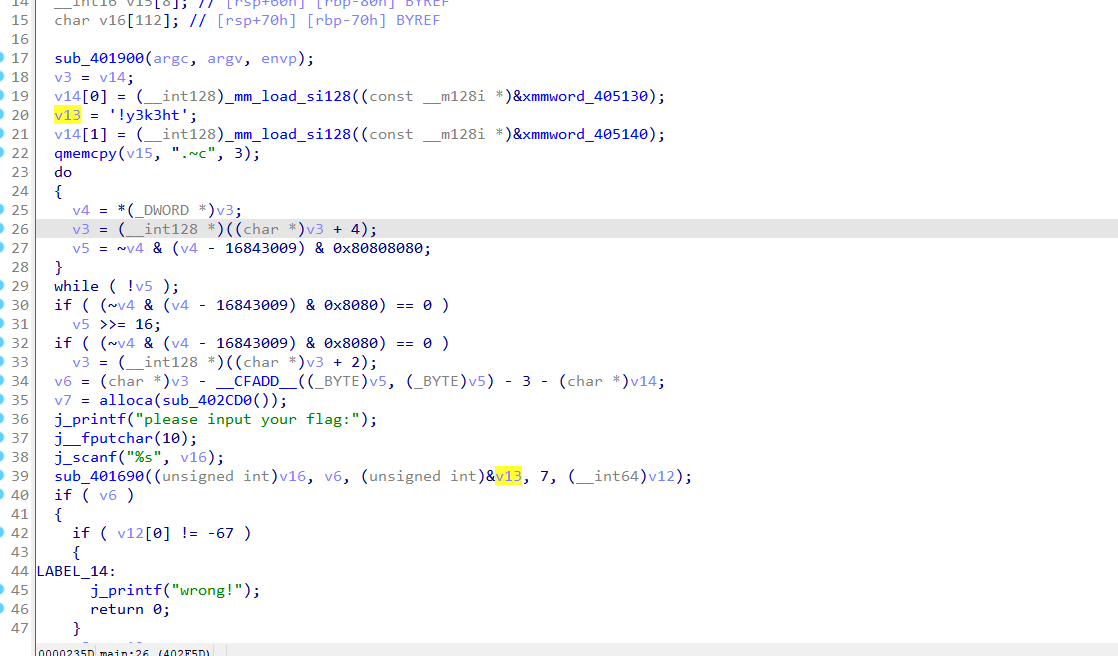 14 __int16 v15[8]; // [rsp+60h] [rbp-80h] BYREF
15 char v16[112]; // [rsp+70h] [rbp-70h] BYREF
16
17 sub_401900(argc, argv, envp);
18 v3 = v14;
19 v14[0] = (__int128)_mm_load_si128((const __m128i *)&xmmword_405130);
20 v13 = '!y3k3ht';
21 v14[1] = (__int128)_mm_load_si128((const __m128i *)&xmmword_405140);
22 qmemcpy(v15, ".~c", 3);
23 do
24 {
25 v4 = *(_DWORD *)v3;
26 v3 = (__int128 *)((char *)v3 + 4);
27 v5 = ~v4 & (v4 - 16843009) & 0x80808080;
28 }
29 while ( !v5 );
30 if ( (~v4 & (v4 - 16843009) & 0x8080) == 0 )
31 v5 >>= 16;
32 if ( (~v4 & (v4 - 16843009) & 0x8080) == 0 )
33 v3 = (__int128 *)((char *)v3 + 2);
34 v6 = (char *)v3 - __CFADD__((_BYTE)v5, (_BYTE)v5) - 3 - (char *)v14;
35 v7 = alloca(sub_402CD0());
36 j_printf("please input your flag:");
37 j__fputchar(10);
38 j_scanf("%s", v16);
39 sub_401690((unsigned int)v16, v6, (unsigned int)&v13, 7, (__int64)v12);
40 if ( v6 )
41 {
42 if ( v12[0] != -67 )
43 {
44 LABEL_14:
45 j_printf("wrong!");
46 return 0;
47 }
0000235D main:26 (402F5D)